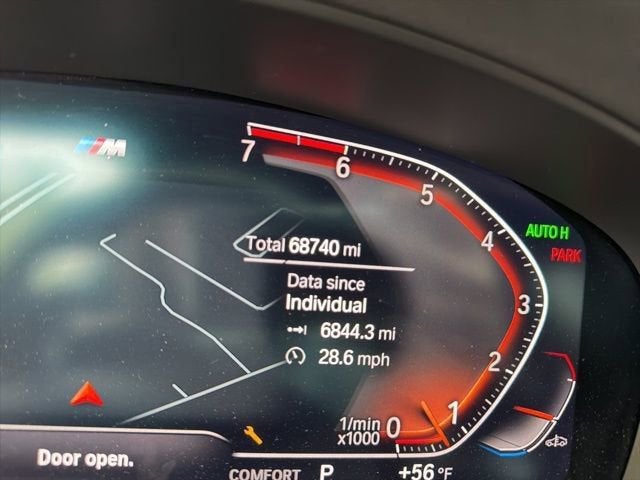 M
7
6
5
4
3
2
1
0
AUTO H
PARK
Total 68740 mi
Data since
Individual
6844.3 mi
28.6 mph
1/min
x1000
Door open.
COMFORT P +56°F